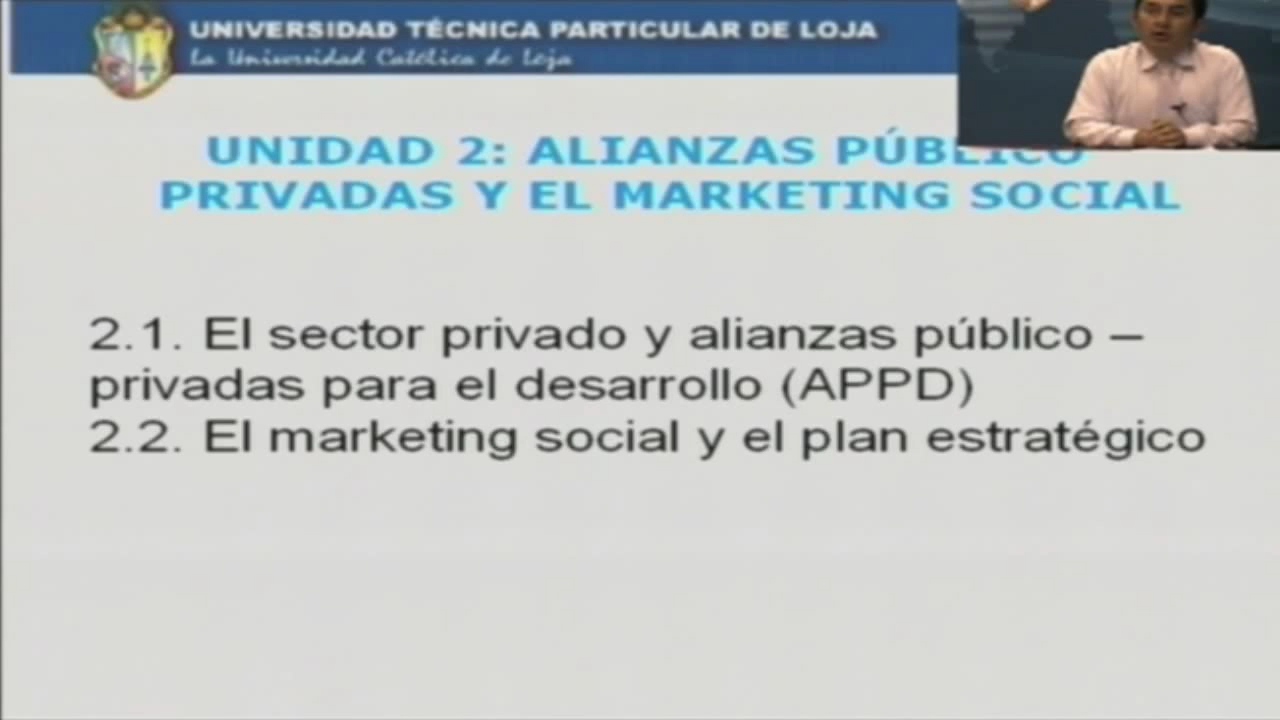 UNIVERSIDAD TÉCNICA PARTICULAR DE LOJA
La Universidad Católica de Loja
UNIDAD 2: ALIANZAS PÚBLICO
PRIVADAS Y EL MARKETING SOCIAL
2.1. El sector privado y alianzas público –
privadas para el desarrollo (APPD)
2.2. El marketing social y el plan estratégico